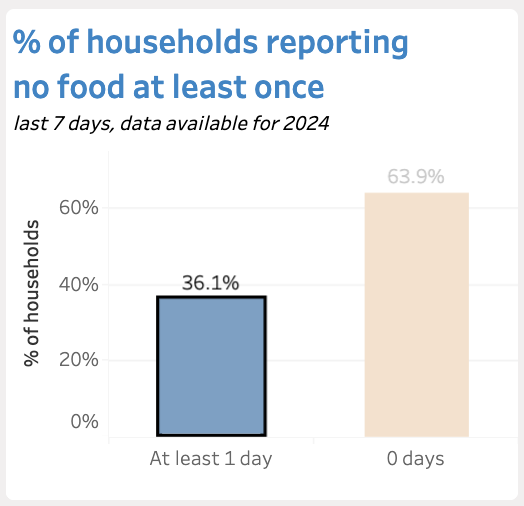 % of households reporting
no food at least once
last 7 days, data available for 2024
63.9%
60%
36.1%
40%
20%
0%
% of households
At least 1 day
0 days